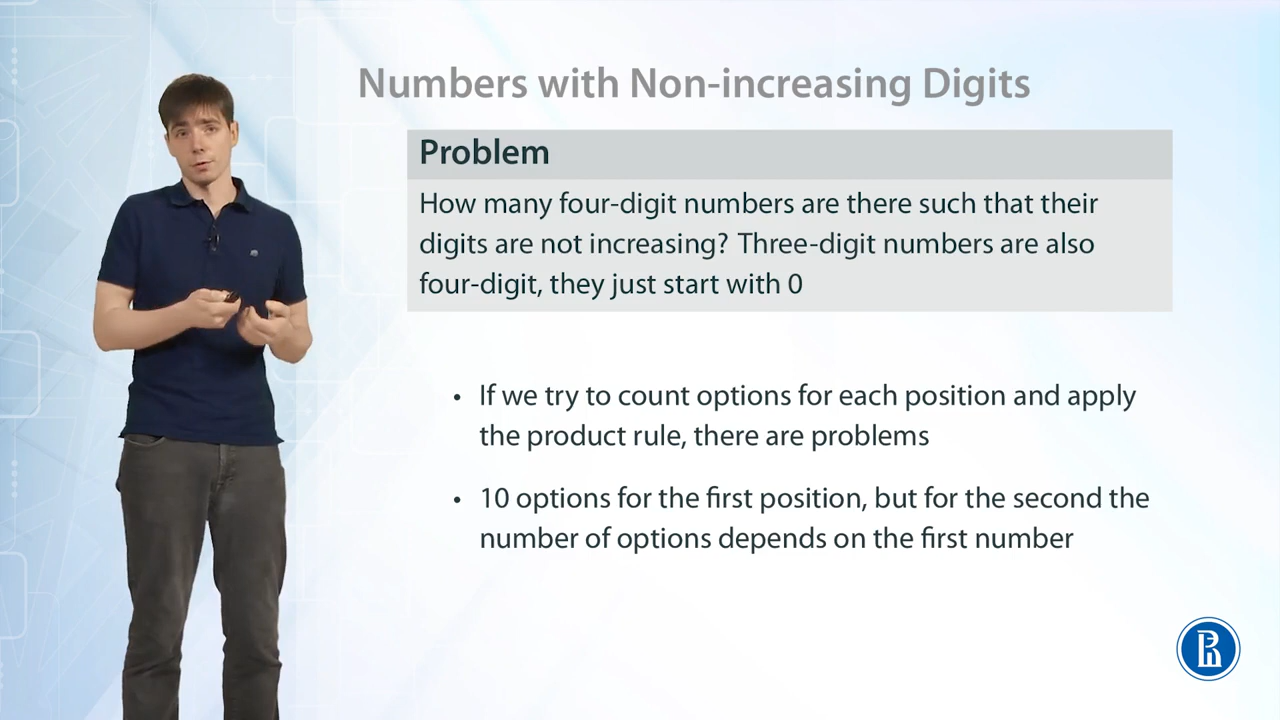 Numbers with Non-increasing Digits
Problem
How many four-digit numbers are there such that their
digits are not increasing? Three-digit numbers are also
four-digit, they just start with 0
• If we try to count options for each position and apply
the product rule, there are problems
• 10 options for the first position, but for the second the
number of options depends on the first number